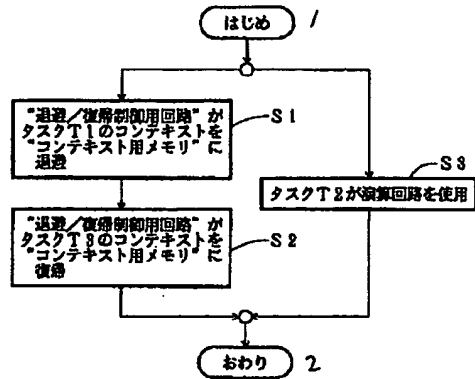 はじめ 1
"退避／復帰制御用回路"が
タスクT1のコンテキストを
"コンテキスト用メモリ"に
退避
S1
S3
タスクT2が演算回路を使用
"退避／復帰制御用回路"が
タスクT3のコンテキストを
"コンテキスト用メモリ"に
復帰
S2
おわり 2